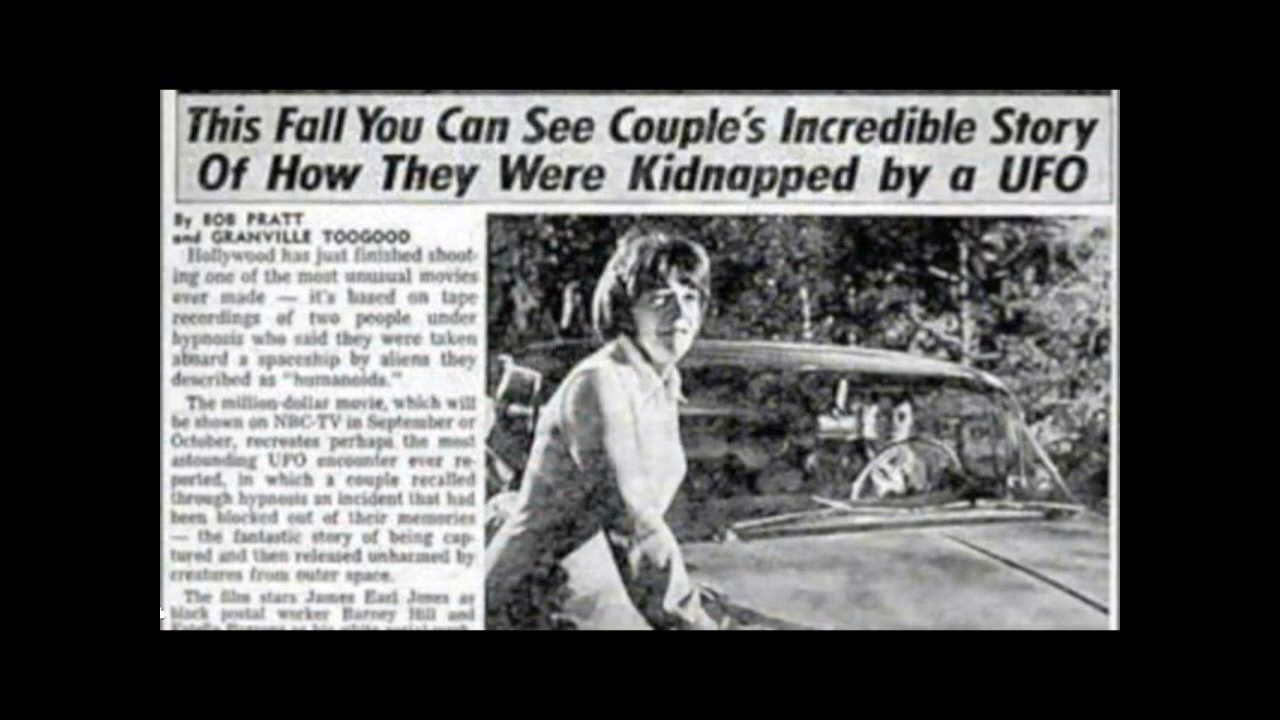 This Fall You Can See Couple's Incredible Story
Of How They Were Kidnapped by a UFO
By BOB PRATT
and GRANVILLE TOOGOOD
Hollywood has just finished shoot-
ing one of the most unusual movies
ever made — it's based on tape
recordings of two people under
hypnosis who said they were taken
aboard a spaceship by aliens they
described as "humanoids."
The million-dollar movie, which will
be shown on NBC-TV in September or
October, recreates perhaps the most
astounding UFO encounter ever re-
ported, in which a couple recalled
through hypnosis an incident that had
been blocked out of their memories
— the fantastic story of being cap-
tured and then released unharmed by
creatures from outer space.
The film stars James Earl Jones as
black postal worker Barney Hill and